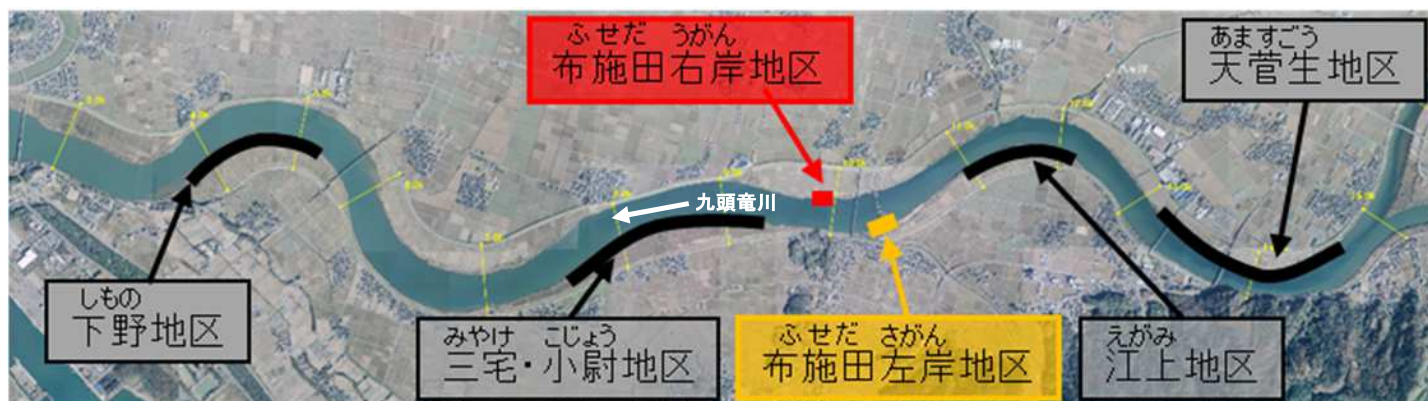 ふせだ うがん
布施田右岸地区
あますごう
天菅生地区
九頭竜川
しもの
下野地区
みやけ こじょう
三宅・小尉地区
ふせだ さがん
布施田左岸地区
えがみ
江上地区